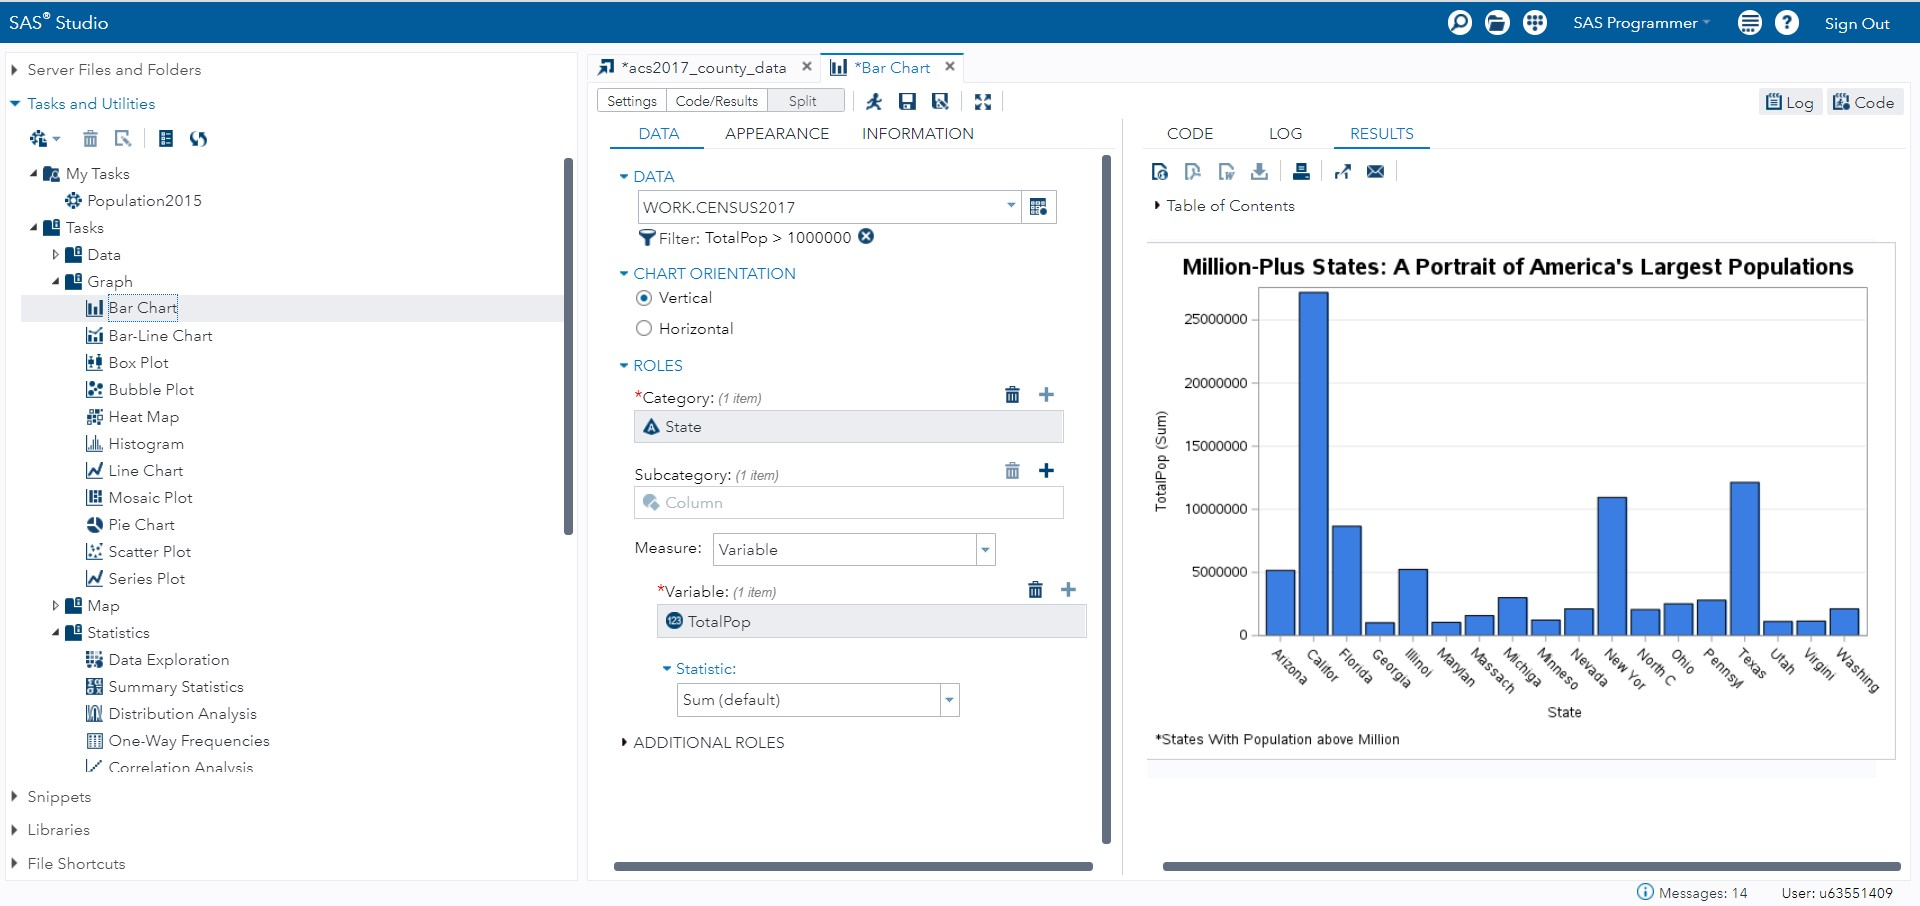 SAS® Studio
SAS Programmer
Sign Out
Server Files and Folders
Tasks and Utilities
My Tasks
Population2015
Tasks
Data
Graph
Bar Chart
Bar-Line Chart
Box Plot
Bubble Plot
Heat Map
Histogram
Line Chart
Mosaic Plot
Pie Chart
Scatter Plot
Series Plot
Map
Statistics
Data Exploration
Summary Statistics
Distribution Analysis
One-Way Frequencies
Correlation Analysis
Snippets
Libraries
File Shortcuts
*acs2017_county_data
*Bar Chart
Settings
Code/Results
Split
Log
Code
DATA
APPEARANCE
INFORMATION
DATA
WORK.CENSUS2017
Filter: TotalPop > 1000000
CHART ORIENTATION
Vertical
Horizontal
ROLES
*Category: (1 item)
State
Subcategory: (1 item)
Column
Measure: Variable
*Variable: (1 item)
123 TotalPop
Statistic:
Sum (default)
ADDITIONAL ROLES
CODE
LOG
RESULTS
Table of Contents
Million-Plus States: A Portrait of America's Largest Populations
TotalPop (Sum)
25000000
20000000
15000000
10000000
5000000
0
Arizona
Califor
Florida
Georgia
Illinoi
Marylan
Massach
Michiga
Minneso
Nevada
New Yor
North C
Ohio
Pennsyl
Texas
Utah
Virgini
Washing
State
*States With Population above Million
Messages: 14
User: u63551409